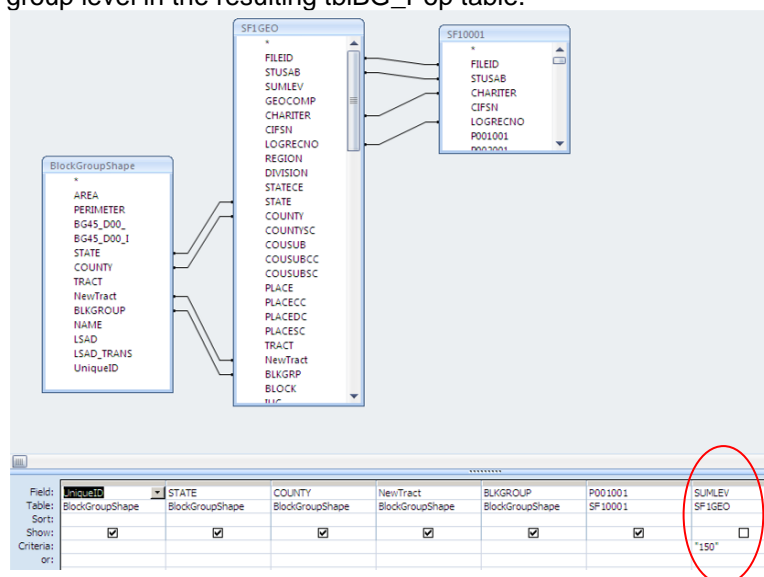 group level in the resulting tblBG_Pop table.
SF1GEO
*
FILEID
STUSAB
SUMLEV
GEOCOMP
CHARITER
CIFSN
LOGRECNO
REGION
DIVISION
STATECE
STATE
COUNTY
COUNTYSC
COUSUB
COUSUBCC
COUSUBSC
PLACE
PLACECC
PLACEDC
PLACESC
TRACT
NewTract
BLKGRP
BLOCK
SF10001
*
FILEID
STUSAB
CHARITER
CIFSN
LOGRECNO
P001001
P002001
BlockGroupShape
*
AREA
PERIMETER
BG45_D00_
BG45_D00_I
STATE
COUNTY
TRACT
NewTract
BLKGROUP
NAME
LSAD
LSAD_TRANS
UniqueID
Field: UniqueID STATE COUNTY NewTract BLKGROUP P001001 SUMLEV
Table: BlockGroupShape BlockGroupShape BlockGroupShape BlockGroupShape BlockGroupShape SF10001 SF1GEO
Sort:
Show:
Criteria: "150"
or: